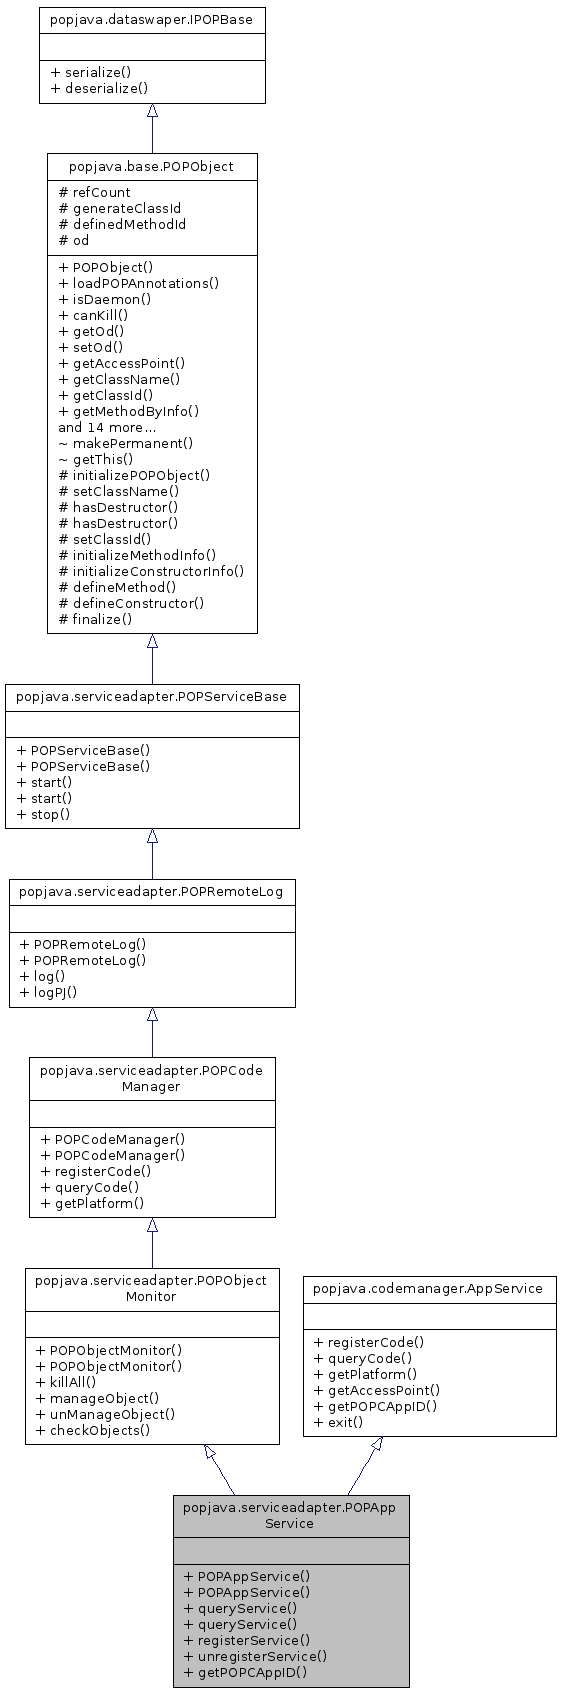 popjava.dataswaper.IPOPBase
+ serialize()
+ deserialize()
popjava.base.POPObject
# refCount
# generateClassId
# definedMethodId
# od
+ POPObject()
+ loadPOPAnnotations()
+ isDaemon()
+ canKill()
+ getOd()
+ setOd()
+ getAccessPoint()
+ getClassName()
+ getClassId()
+ getMethodByInfo()
and 14 more...
~ makePermanent()
~ getThis()
# initializePOPObject()
# setClassName()
# hasDestructor()
# hasDestructor()
# setClassId()
# initializeMethodInfo()
# initializeConstructorInfo()
# defineMethod()
# defineConstructor()
# finalize()
popjava.serviceadapter.POPServiceBase
+ POPServiceBase()
+ POPServiceBase()
+ start()
+ start()
+ stop()
popjava.serviceadapter.POPRemoteLog
+ POPRemoteLog()
+ POPRemoteLog()
+ log()
+ logPJ()
popjava.serviceadapter.POPCode
Manager
+ POPCodeManager()
+ POPCodeManager()
+ registerCode()
+ queryCode()
+ getPlatform()
popjava.serviceadapter.POPObject
Monitor
+ POPObjectMonitor()
+ POPObjectMonitor()
+ killAll()
+ manageObject()
+ unManageObject()
+ checkObjects()
popjava.codemanager.AppService
+ registerCode()
+ queryCode()
+ getPlatform()
+ getAccessPoint()
+ getPOPCAppID()
+ exit()
popjava.serviceadapter.POPApp
Service
+ POPAppService()
+ POPAppService()
+ queryService()
+ queryService()
+ registerService()
+ unregisterService()
+ getPOPCAppID()